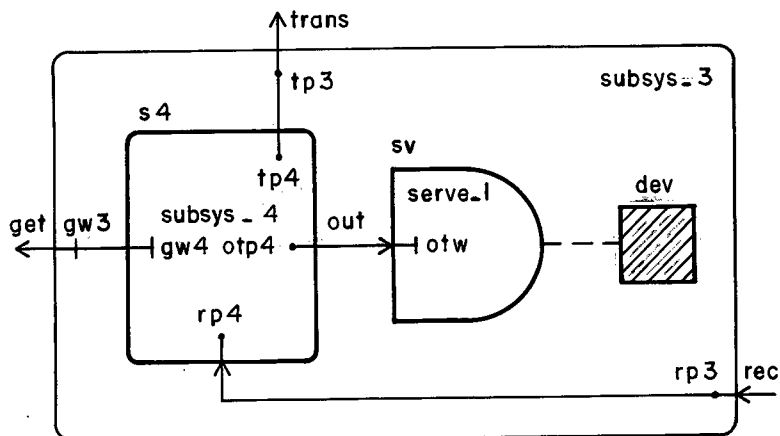 trans
tp3
subsys_3
s4
sv
tp4
dev
serve_1
get
gw3
subsys_4
out
gw4
otp4
otw
rp4
rp3
rec